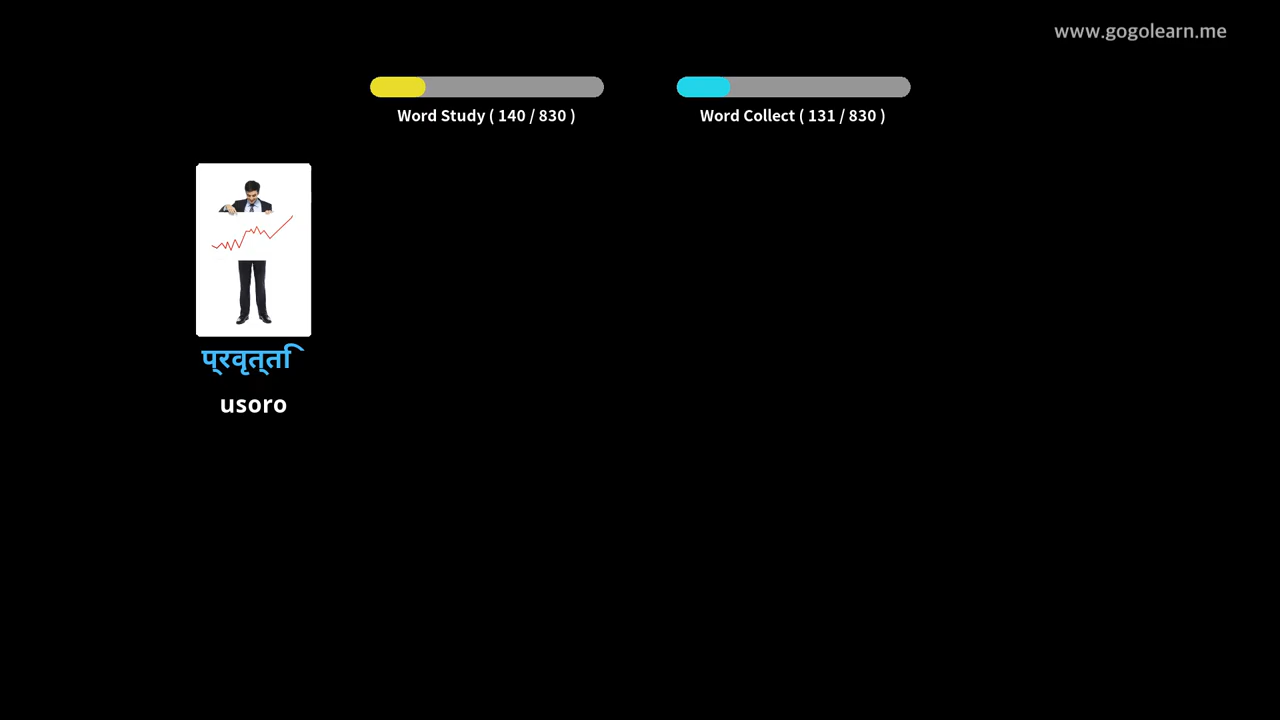 www.gogolearn.me
Word Study ( 140 / 830 )
Word Collect ( 131 / 830 )
प्रवृत्ति
usoro